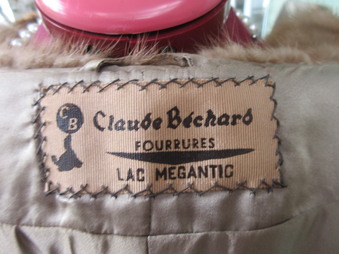 CB
Claude Béchard
FOURRURES
LAC MEGANTIC